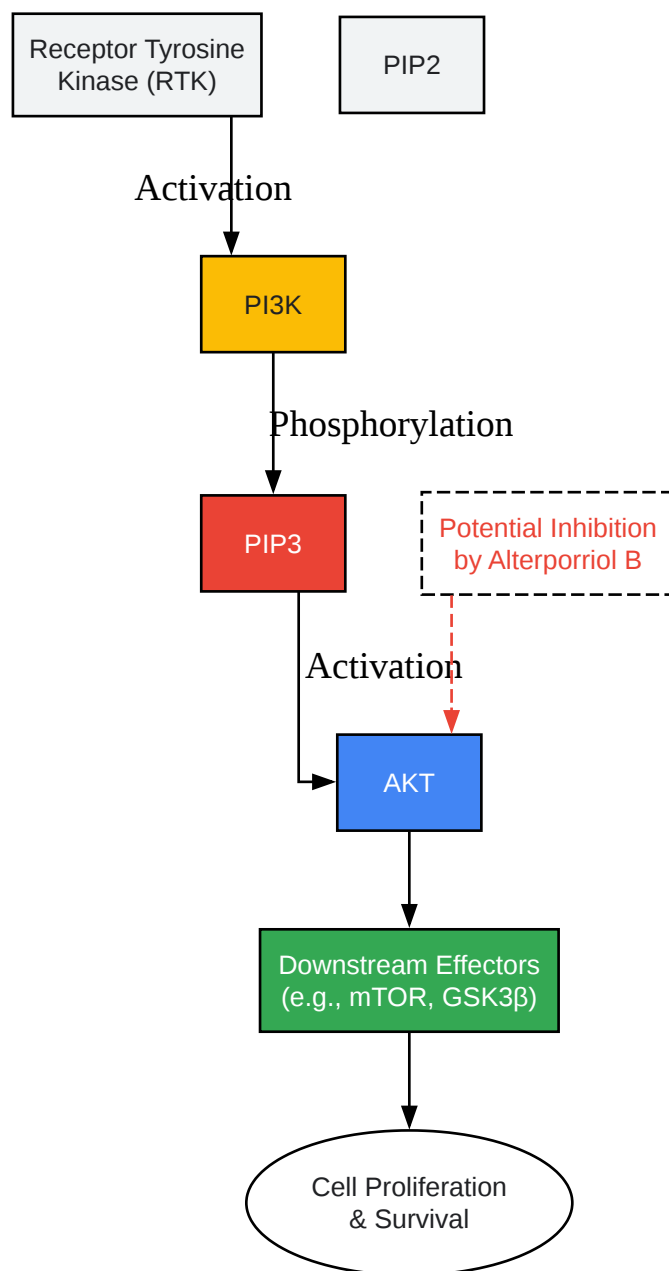 Receptor Tyrosine
Kinase (RTK)
PIP2
Activation
PI3K
Phosphorylation
PIP3
Potential Inhibition
by Alterporriol B
Activation
AKT
Downstream Effectors
(e.g., mTOR, GSK3β)
Cell Proliferation
& Survival